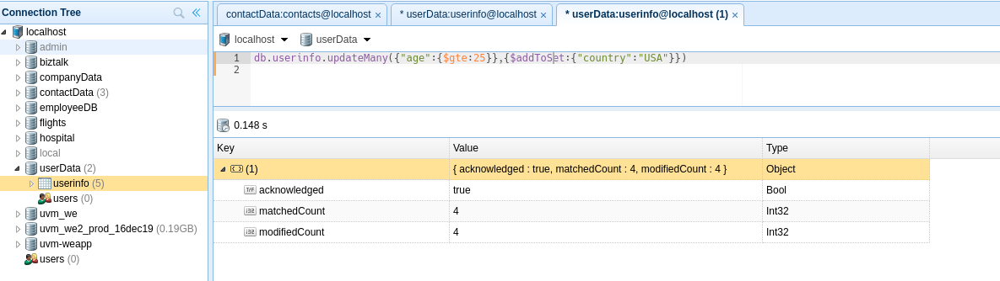 Connection Tree
localhost
admin
biztalk
companyData
contactData (3)
employeeDB
flights
hospital
local
userData (2)
userinfo (5)
users (0)
uvm_we
uvm_we2_prod_16dec19 (0.19GB)
uvm-weapp
users (0)
contactData:contacts@localhost × * userData:userinfo@localhost × * userData:userinfo@localhost (1) ×
localhost userData
1 db.userinfo.updateMany({"age":{$gte:25}},{$addToSet:{"country":"USA"}})
2
0.148 s
Key Value Type
(1) { acknowledged : true, matchedCount : 4, modifiedCount : 4 } Object
T/F acknowledged true Bool
i32 matchedCount 4 Int32
i32 modifiedCount 4 Int32